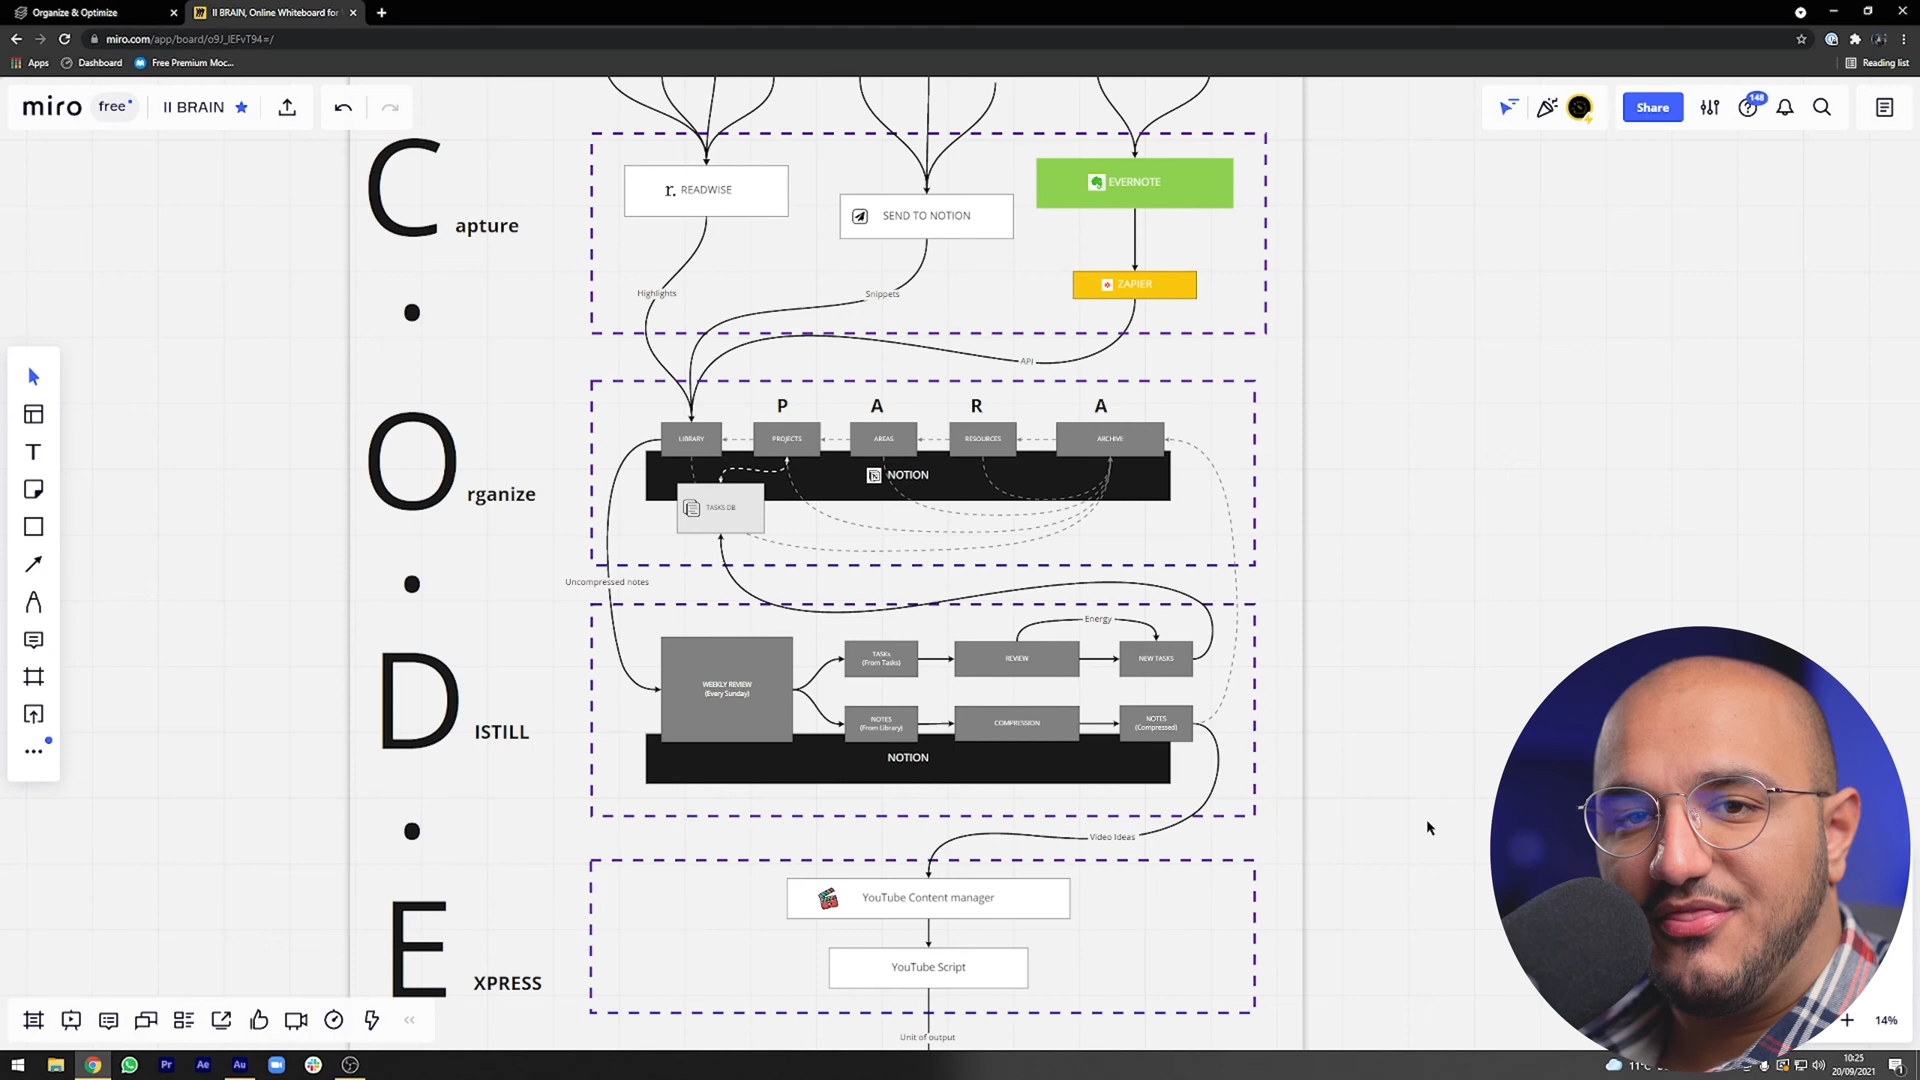 Organize & Optimize
II BRAIN, Online Whiteboard for
miro.com/app/board/o9J_lEFvT94=/
Apps
Dashboard
Free Premium Moc...
Reading list
miro
free
II BRAIN
Share
148
C apture
READWISE
SEND TO NOTION
EVERNOTE
ZAPIER
Highlights
Snippets
API
O rganize
P A R A
LIBRARY
PROJECTS
AREAS
RESOURCES
ARCHIVE
NOTION
TASKS DB
Uncompressed notes
D ISTILL
Energy
WEEKLY REVIEW
(Every Sunday)
TASKs
(From Tasks)
REVIEW
NEW TASKS
NOTES
(From Library)
COMPRESSION
NOTES
(Compressed)
NOTION
Video Ideas
E XPRESS
YouTube Content manager
YouTube Script
Unit of output
14%
11°C
10:25
20/09/2021